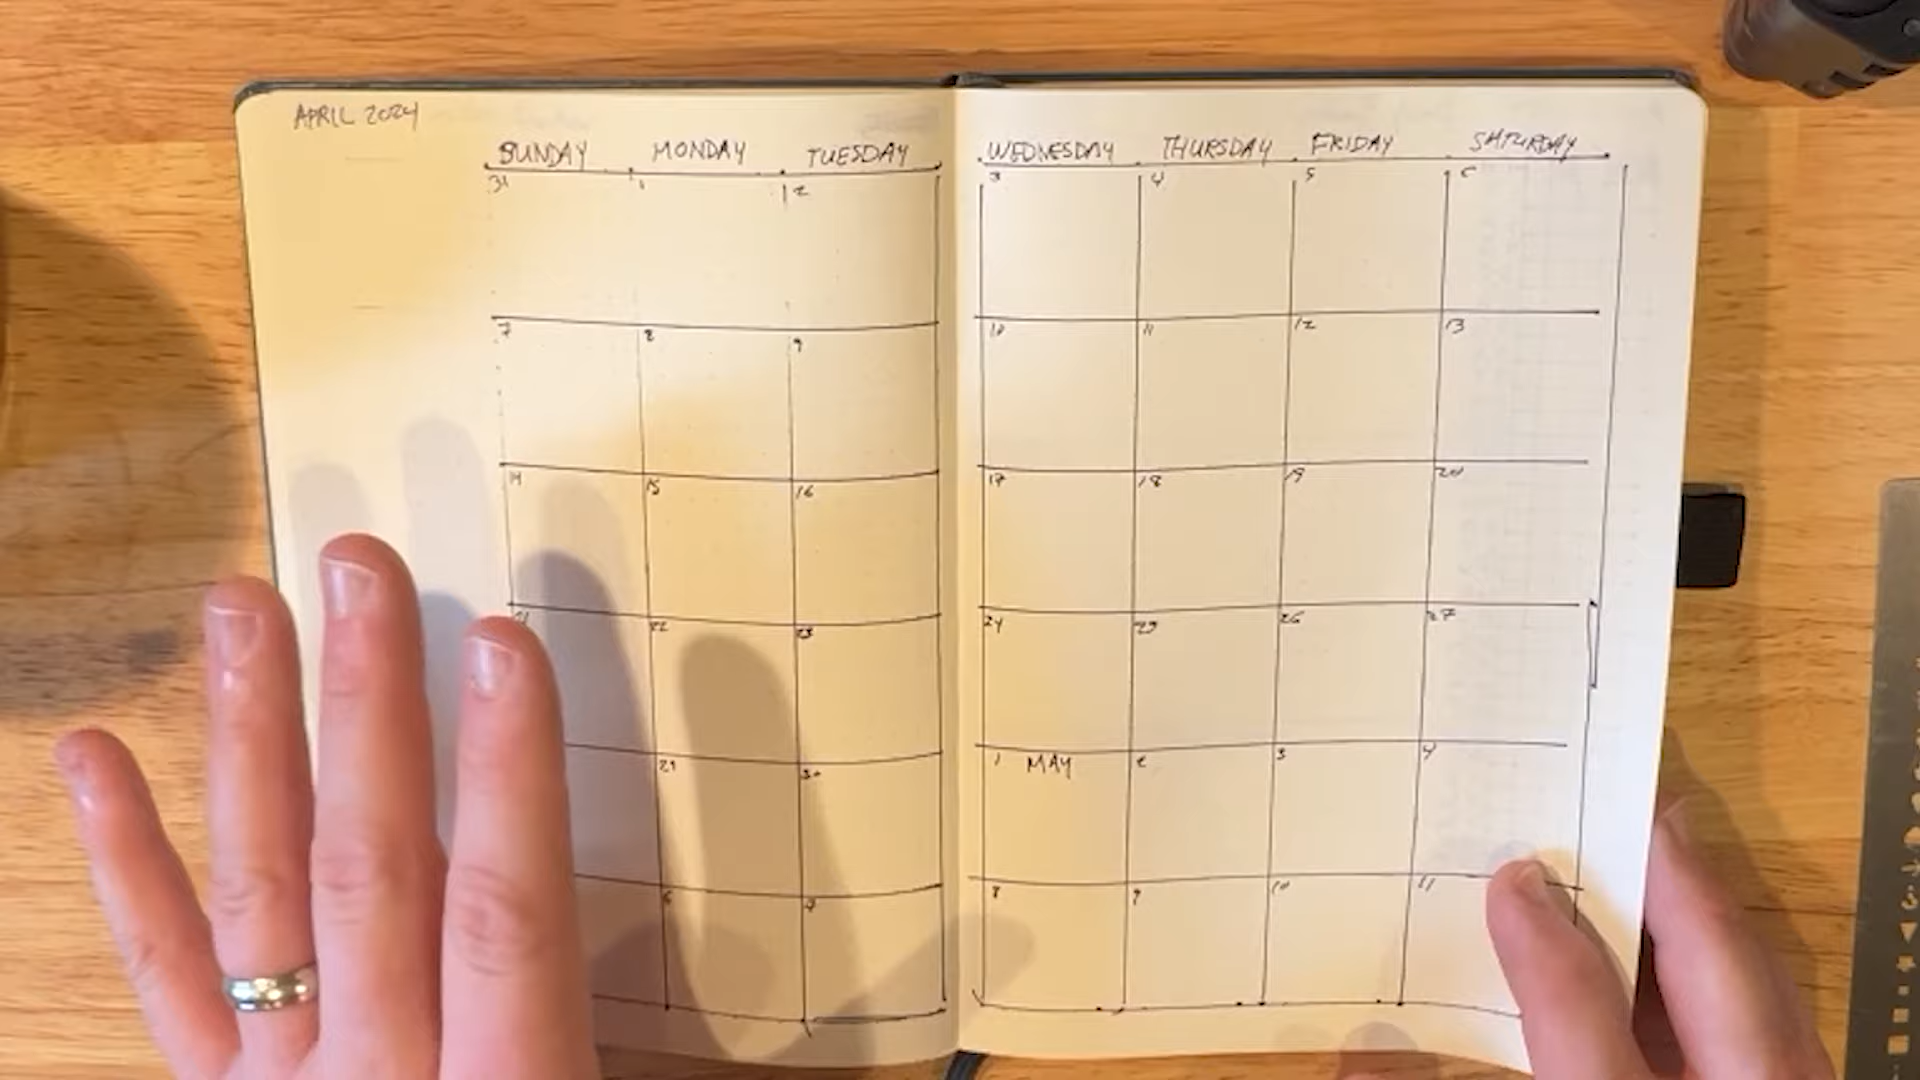 APRIL 2024
SUNDAY MONDAY TUESDAY WEDNESDAY THURSDAY FRIDAY SATURDAY
31 1 2 3 4 5 6
7 8 9 10 11 12 13
14 15 16 17 18 19 20
21 22 23 24 25 26 27
29 30 1 MAY 2 3 4
6 7 8 9 10 11